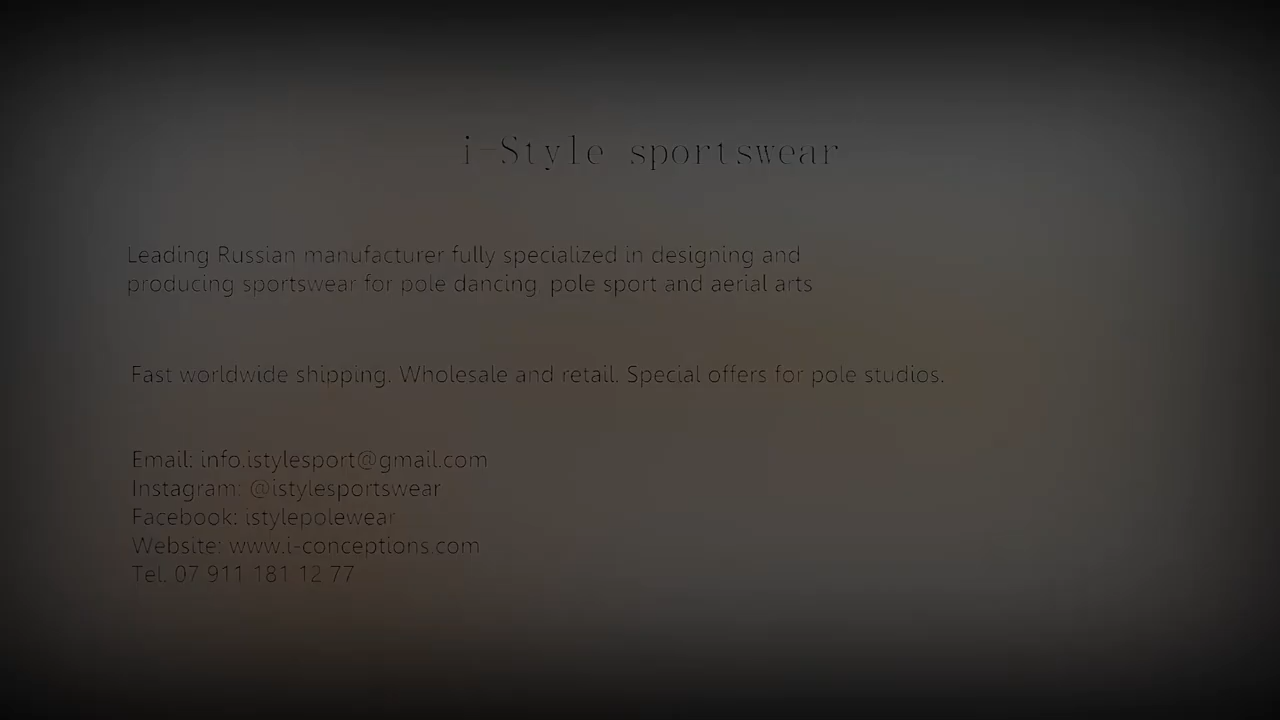 i-Style sportswear
Leading Russian manufacturer fully specialized in designing and
producing sportswear for pole dancing, pole sport and aerial arts
Fast worldwide shipping. Wholesale and retail. Special offers for pole studios.
Email: info.istylesport@gmail.com
Instagram: @istylesportswear
Facebook: istylepolewear
Website: www.i-conceptions.com
Tel. 07 911 181 12 77